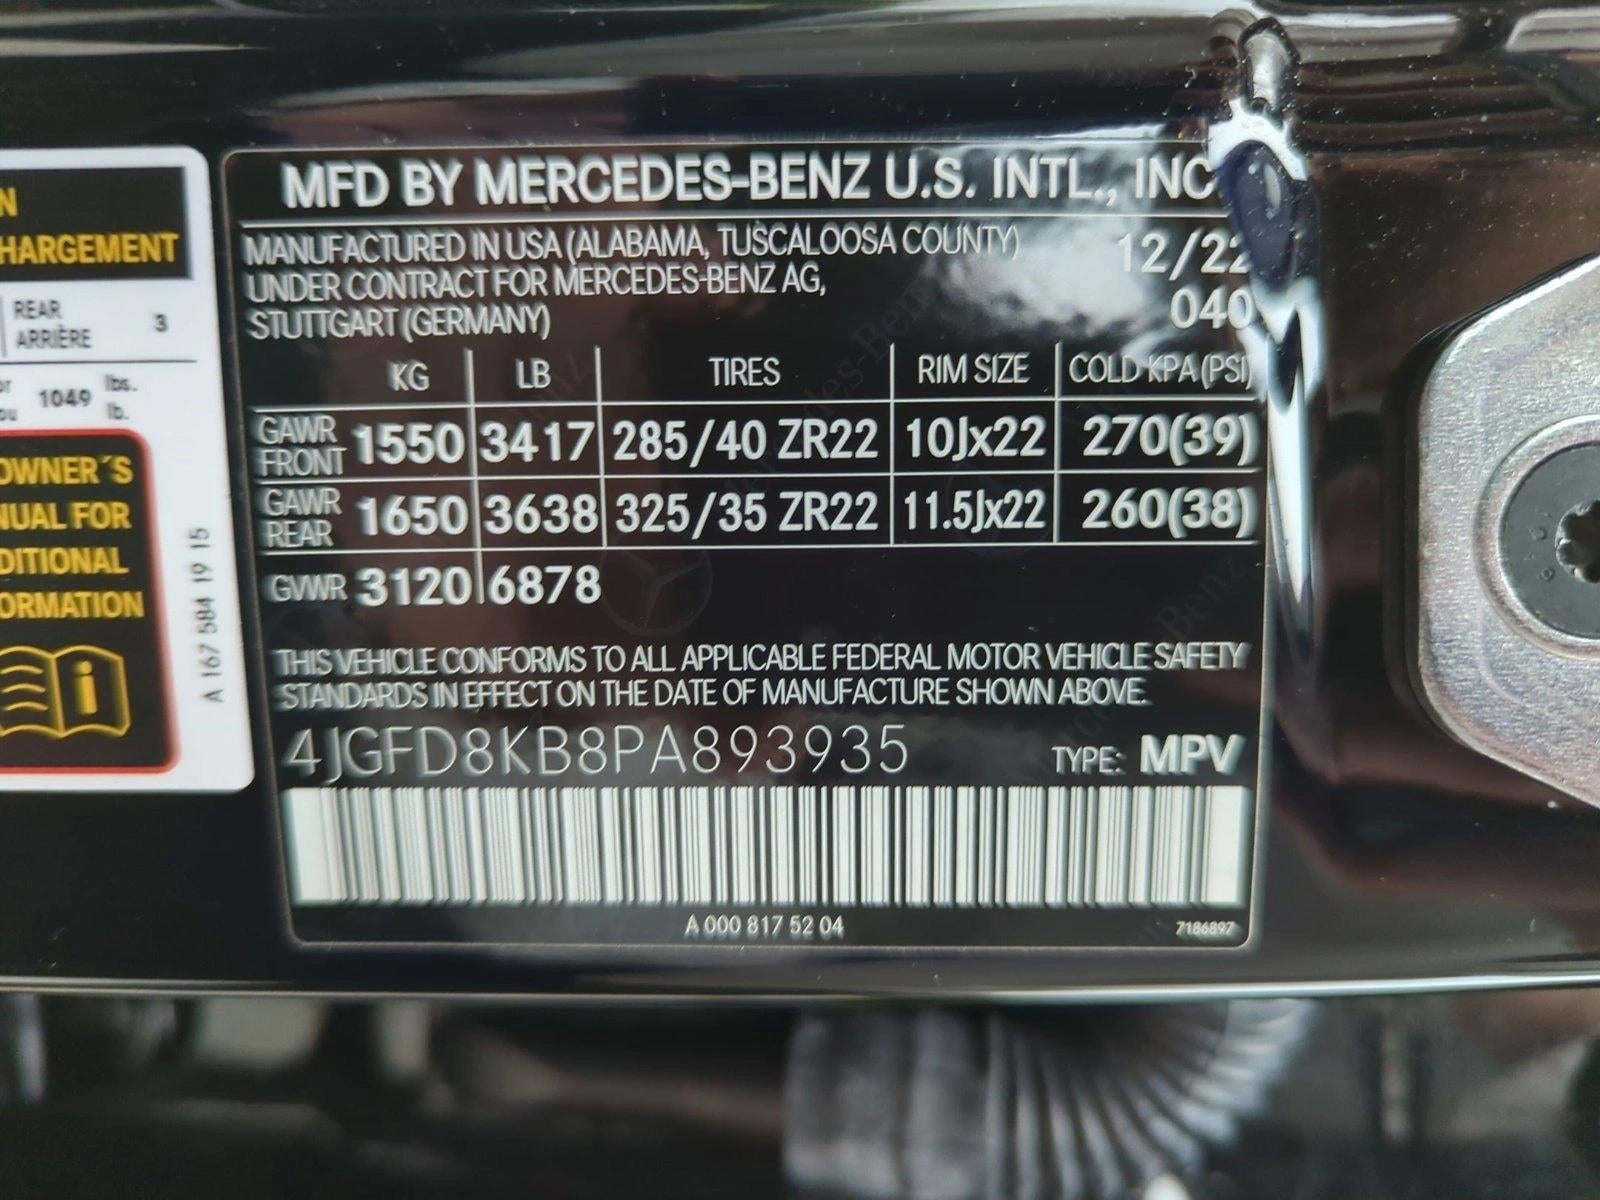 N
HARGEMENT
REAR
ARRIÈRE 3
or 1049 lbs.
ou lb.
OWNER´S
NUAL FOR
DITIONAL
ORMATION
A 167 584 19 15
MFD BY MERCEDES-BENZ U.S. INTL., INC.
MANUFACTURED IN USA (ALABAMA, TUSCALOOSA COUNTY) 12/22
UNDER CONTRACT FOR MERCEDES-BENZ AG,
STUTTGART (GERMANY) 040
KG LB TIRES RIM SIZE COLD KPA (PSI)
GAWR FRONT 1550 3417 285/40 ZR22 10Jx22 270(39)
GAWR REAR 1650 3638 325/35 ZR22 11.5Jx22 260(38)
GVWR 3120 6878
THIS VEHICLE CONFORMS TO ALL APPLICABLE FEDERAL MOTOR VEHICLE SAFETY
STANDARDS IN EFFECT ON THE DATE OF MANUFACTURE SHOWN ABOVE.
4JGFD8KB8PA893935 TYPE: MPV
A 000 817 52 04 7186897